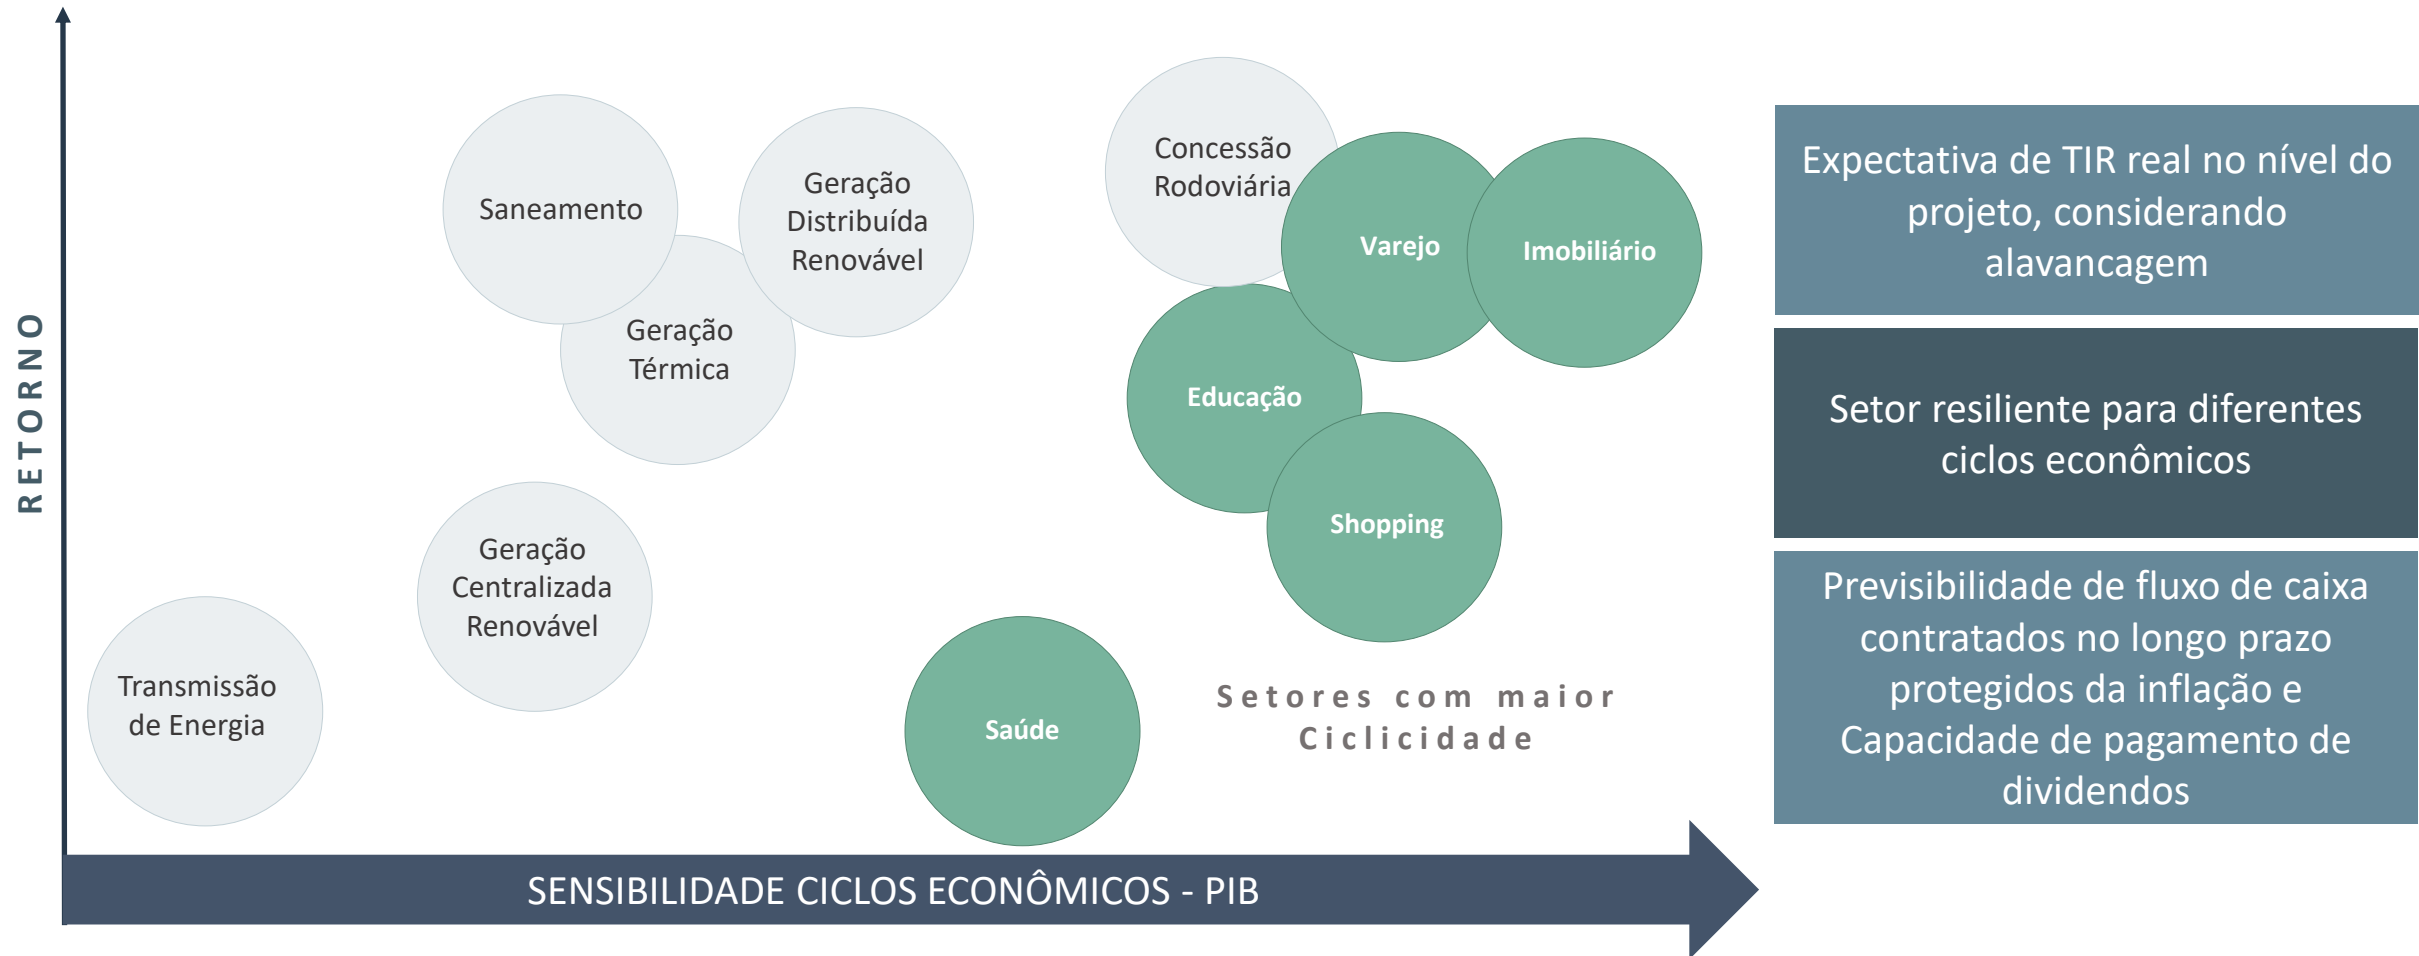 RETORNO
Saneamento
Geração
Distribuída
Renovável
Geração
Térmica
Geração
Centralizada
Renovável
Transmissão
de Energia
Concessão
Rodoviária
Varejo
Imobiliário
Educação
Shopping
Saúde
Setores com maior
Ciclicidade
SENSIBILIDADE CICLOS ECONÔMICOS - PIB
Expectativa de TIR real no nível do
projeto, considerando
alavancagem
Setor resiliente para diferentes
ciclos econômicos
Previsibilidade de fluxo de caixa
contratados no longo prazo
protegidos da inflação e
Capacidade de pagamento de
dividendos